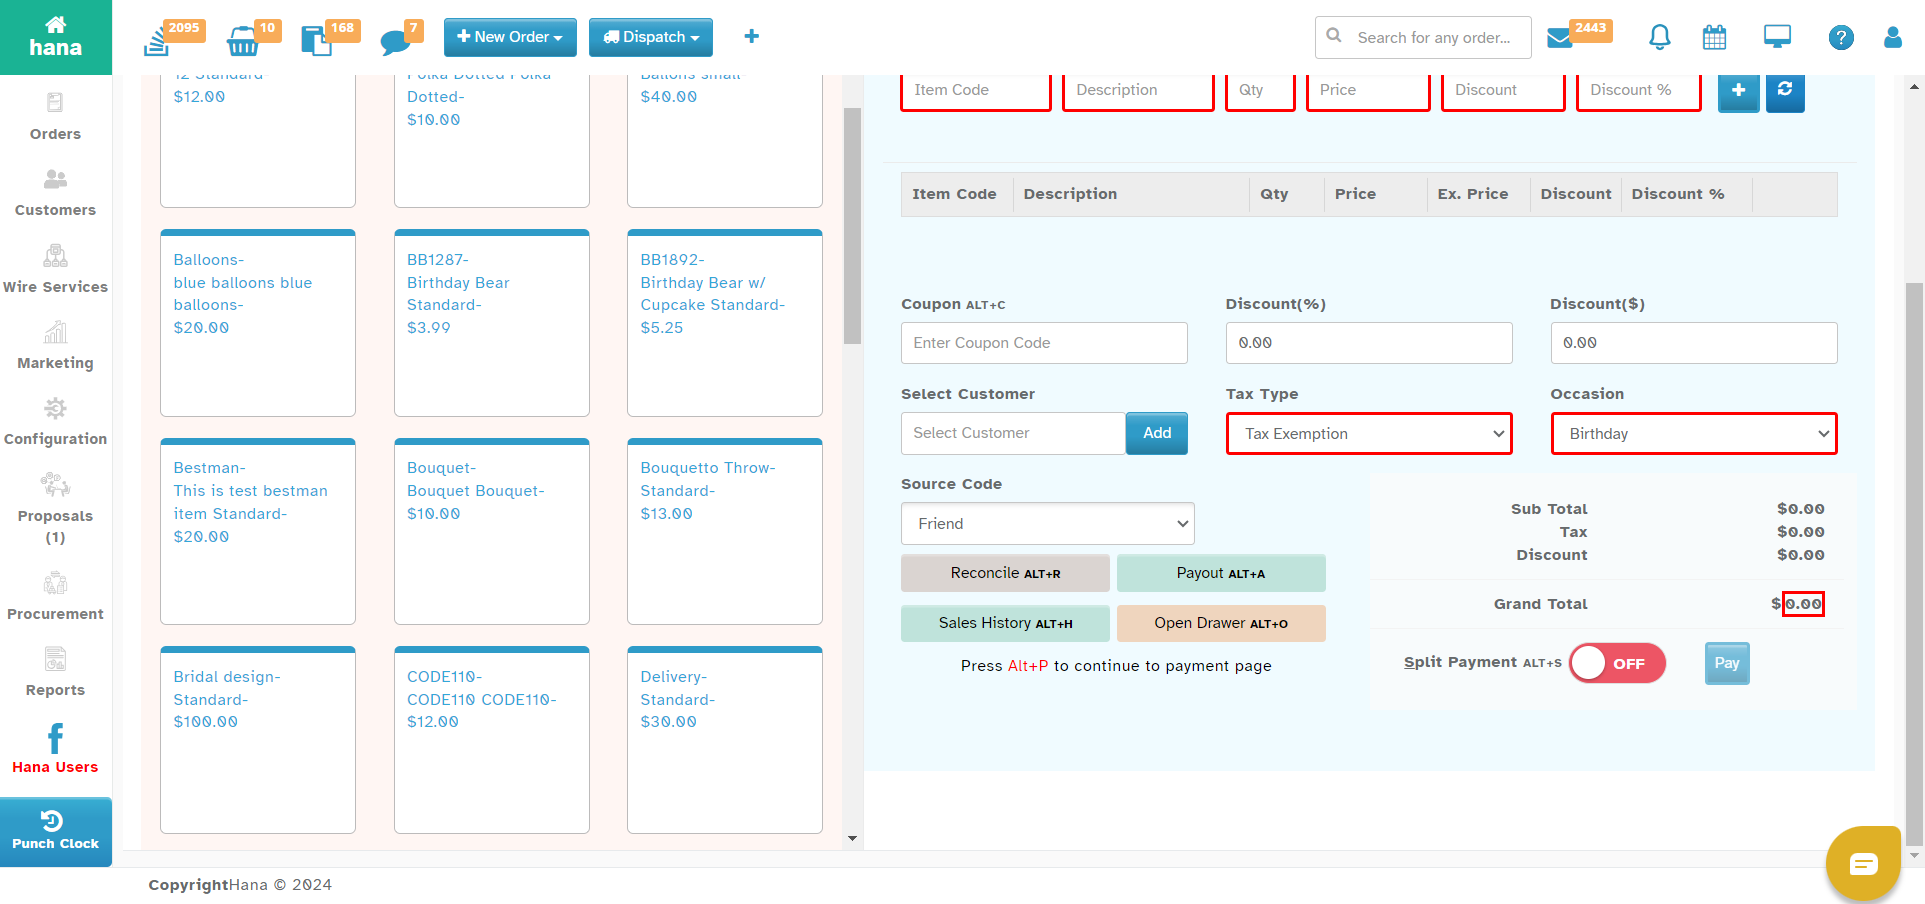 hana
2095
10
168
7
New Order
Dispatch
Search for any order...
2443
Orders
Customers
Wire Services
Marketing
Configuration
Proposals
(1)
Procurement
Reports
Hana Users
Punch Clock
12 Standard-
$12.00
Polka Dotted Polka
Dotted-
$10.00
Ballons small-
$40.00
Balloons-
blue balloons blue
balloons-
$20.00
BB1287-
Birthday Bear
Standard-
$3.99
BB1892-
Birthday Bear w/
Cupcake Standard-
$5.25
Bestman-
This is test bestman
item Standard-
$20.00
Bouquet-
Bouquet Bouquet-
$10.00
Bouquetto Throw-
Standard-
$13.00
Bridal design-
Standard-
$100.00
CODE110-
CODE110 CODE110-
$12.00
Delivery-
Standard-
$30.00
Item Code Description Qty Price Discount Discount %
Item Code Description Qty Price Ex. Price Discount Discount %
Coupon ALT+C
Enter Coupon Code
Discount(%)
0.00
Discount($)
0.00
Select Customer
Select Customer
Add
Tax Type
Tax Exemption
Occasion
Birthday
Source Code
Friend
Reconcile ALT+R
Payout ALT+A
Sales History ALT+H
Open Drawer ALT+O
Press Alt+P to continue to payment page
Sub Total $0.00
Tax $0.00
Discount $0.00
Grand Total $0.00
Split Payment ALT+S
OFF
Pay
CopyrightHana © 2024